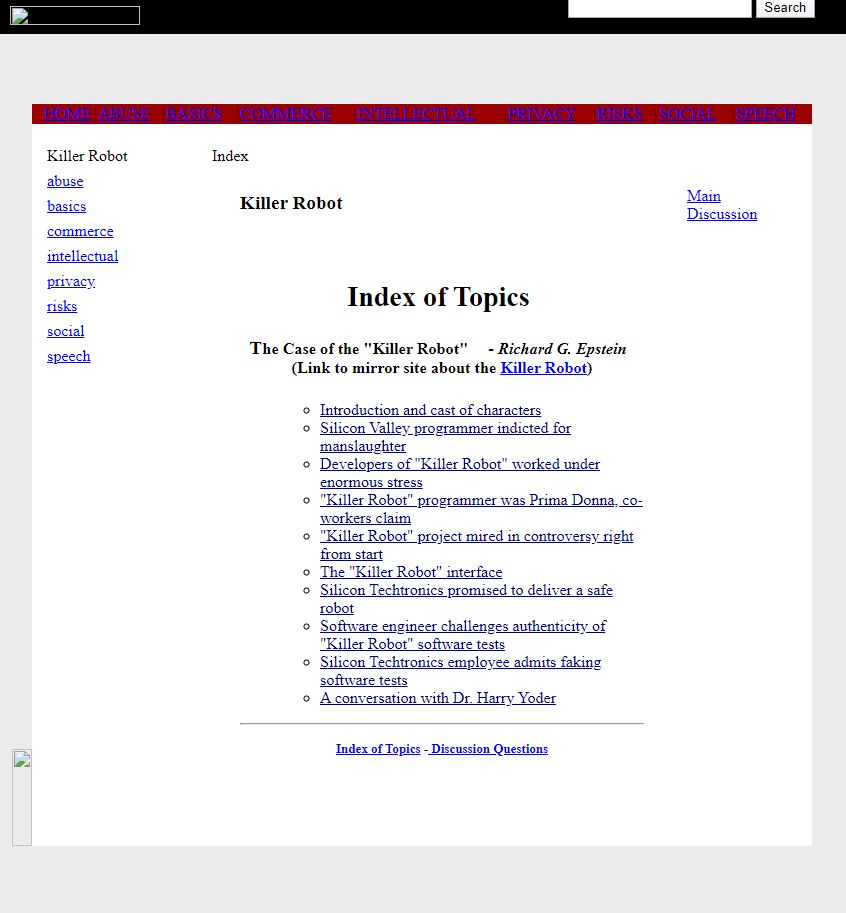 Search
HOME | ABUSE | BASICS COMMERCE INTELLECTUAL PRIVACY |RISKS |SOCIAL SPEECH
Killer Robot
Index
abuse
basics
commerce
intellectual
privacy
risks
social
speech
Killer Robot
Main
Discussion
Index of Topics
The Case of the "Killer Robot" - Richard G. Epstein
(Link to mirror site about the Killer Robot)
Introduction and cast of characters
Silicon Valley programmer indicted for
manslaughter
Developers of "Killer Robot" worked under
enormous stress
"Killer Robot" programmer was Prima Donna, co-
workers claim
"Killer Robot" project mired in controversy right
from start
The "Killer Robot" interface
Silicon Techtronics promised to deliver a safe
robot
Software engineer challenges authenticity of
"Killer Robot" software tests
Silicon Techtronics employee admits faking
software tests
A conversation with Dr. Harry Yoder
Index of Topics - Discussion Questions